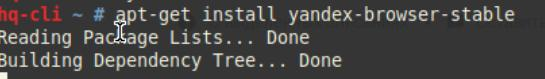 hq-cli ~ # apt-get install yandex-browser-stable
Reading Package Lists... Done
Building Dependency Tree... Done